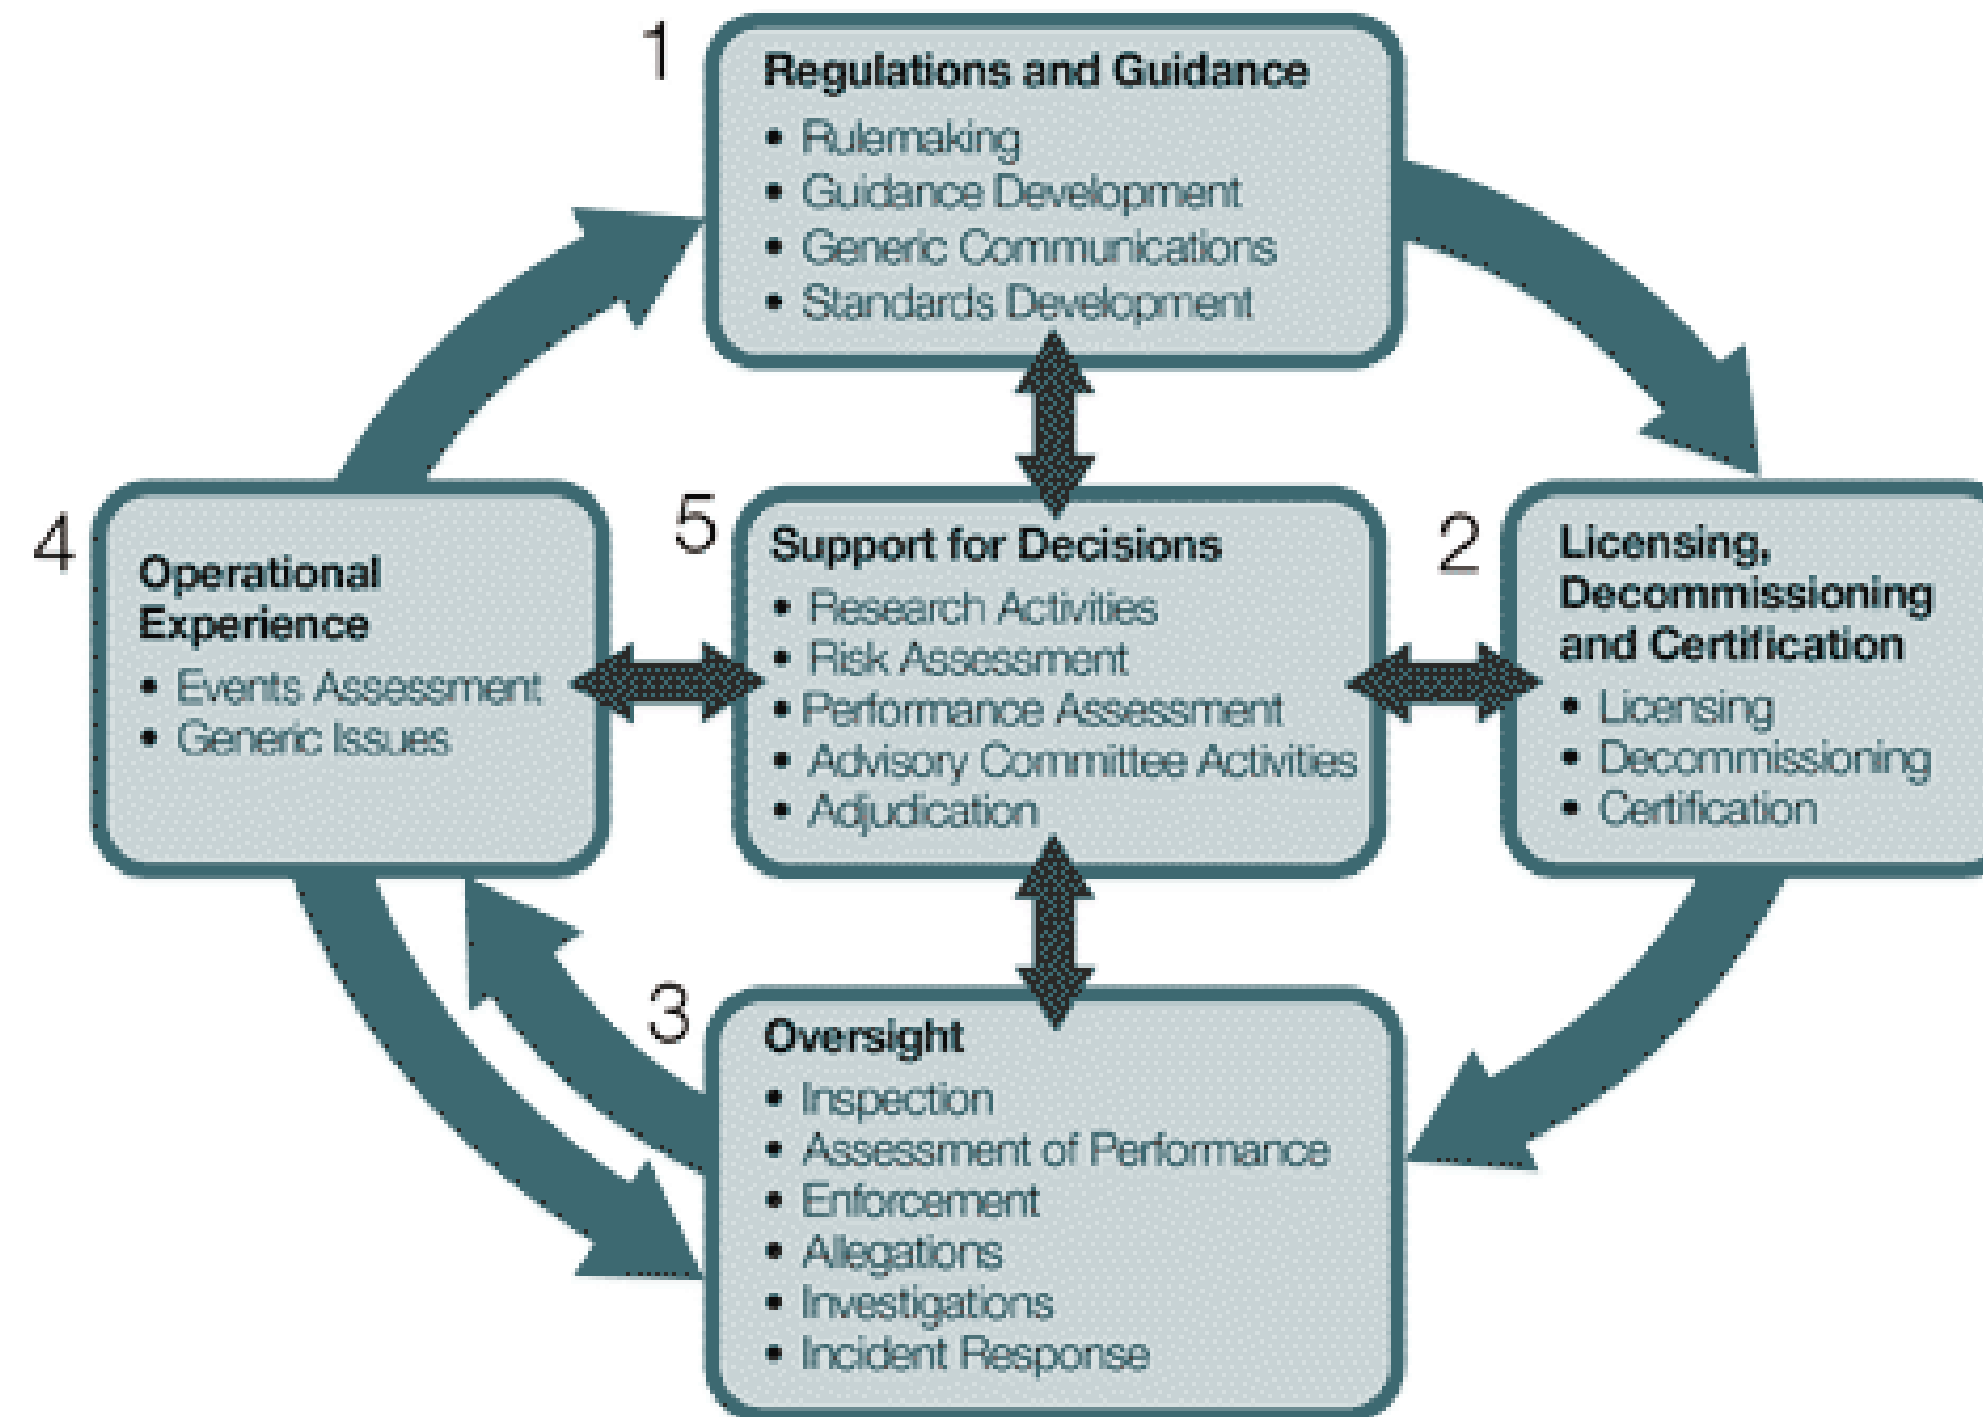 1
Regulations and Guidance
• Rulemaking
• Guidance Development
• Generic Communications
• Standards Development
4
Operational
Experience
• Events Assessment
• Generic Issues
5
Support for Decisions
• Research Activities
• Risk Assessment
• Performance Assessment
• Advisory Committee Activities
• Adjudication
2
Licensing,
Decommissioning
and Certification
• Licensing
• Decommissioning
• Certification
3
Oversight
• Inspection
• Assessment of Performance
• Enforcement
• Allegations
• Investigations
• Incident Response